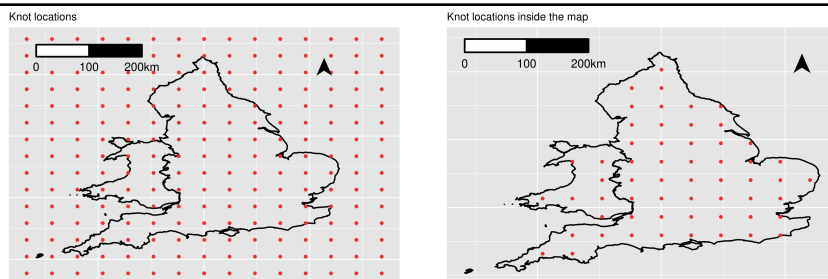 Knot locations
0 100 200km
Knot locations inside the map
0 100 200km